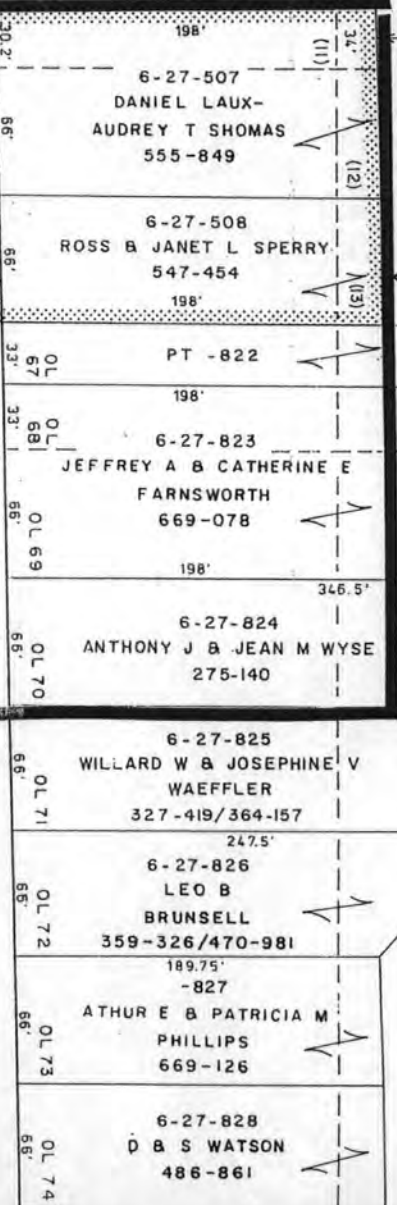 198'
34'
(11)
30.2'
6-27-507
DANIEL LAUX-
AUDREY T SHOMAS
555-849
66'
(12)
6-27-508
ROSS & JANET L SPERRY
547-454
198'
66'
(13)
PT -822
OL 67
33'
198'
OL 68
33'
6-27-823
JEFFREY A & CATHERINE E
FARNSWORTH
669-078
OL 69
66'
198'
346.5'
6-27-824
ANTHONY J & JEAN M WYSE
275-140
OL 70
66'
6-27-825
WILLARD W & JOSEPHINE V
WAEFFLER
327-419/364-157
OL 71
66'
247.5'
6-27-826
LEO B
BRUNSELL
359-326/470-981
OL 72
66'
189.75'
-827
ATHUR E & PATRICIA M
PHILLIPS
669-126
OL 73
66'
6-27-828
D & S WATSON
486-861
OL 74
66'